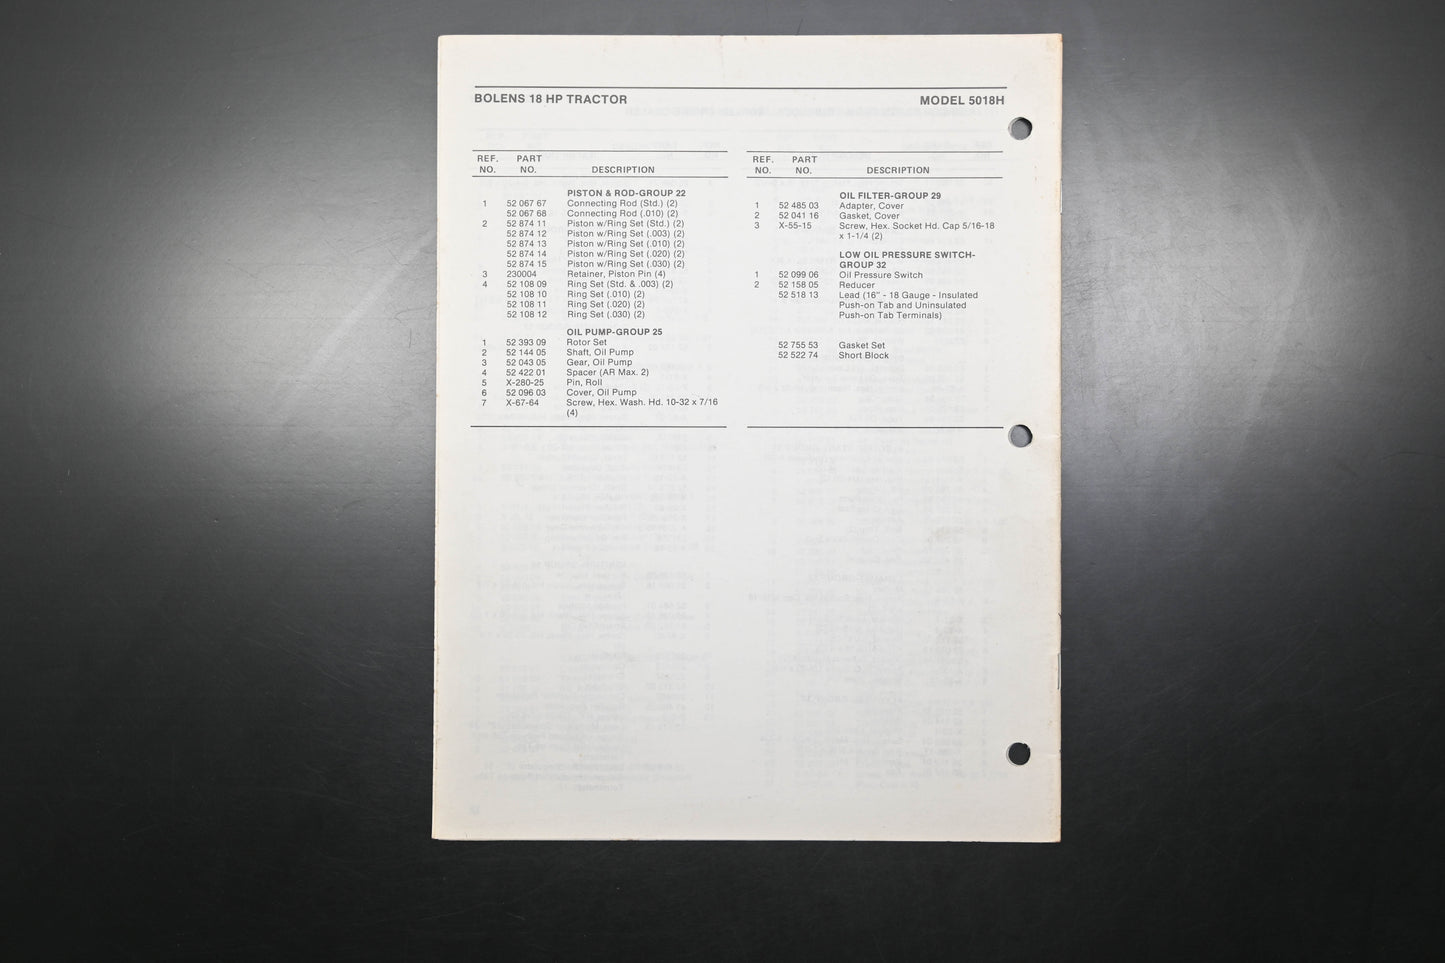 BOLENS 18 HP TRACTOR MODEL 5018H
REF. PART
NO. NO. DESCRIPTION
PISTON & ROD-GROUP 22
1 52 067 67 Connecting Rod (Std.) (2)
52 067 68 Connecting Rod (.010) (2)
2 52 874 11 Piston w/Ring Set (Std.) (2)
52 874 12 Piston w/Ring Set (.003) (2)
52 874 13 Piston w/Ring Set (.010) (2)
52 874 14 Piston w/Ring Set (.020) (2)
52 874 15 Piston w/Ring Set (.030) (2)
3 230004 Retainer, Piston Pin (4)
4 52 108 09 Ring Set (Std. & .003) (2)
52 108 10 Ring Set (.010) (2)
52 108 11 Ring Set (.020) (2)
52 108 12 Ring Set (.030) (2)
OIL PUMP-GROUP 25
1 52 393 09 Rotor Set
2 52 144 05 Shaft, Oil Pump
3 52 043 05 Gear, Oil Pump
4 52 422 01 Spacer (AR Max. 2)
5 X-280-25 Pin, Roll
6 52 096 03 Cover, Oil Pump
7 X-67-64 Screw, Hex. Wash. Hd. 10-32 x 7/16
(4)
REF. PART
NO. NO. DESCRIPTION
OIL FILTER-GROUP 29
1 52 485 03 Adapter, Cover
2 52 041 16 Gasket, Cover
3 X-55-15 Screw, Hex. Socket Hd. Cap 5/16-18
x 1-1/4 (2)
LOW OIL PRESSURE SWITCH-
GROUP 32
1 52 099 06 Oil Pressure Switch
2 52 158 05 Reducer
52 518 13 Lead (16" - 18 Gauge - Insulated
Push-on Tab and Uninsulated
Push-on Tab Terminals)
52 755 53 Gasket Set
52 522 74 Short Block